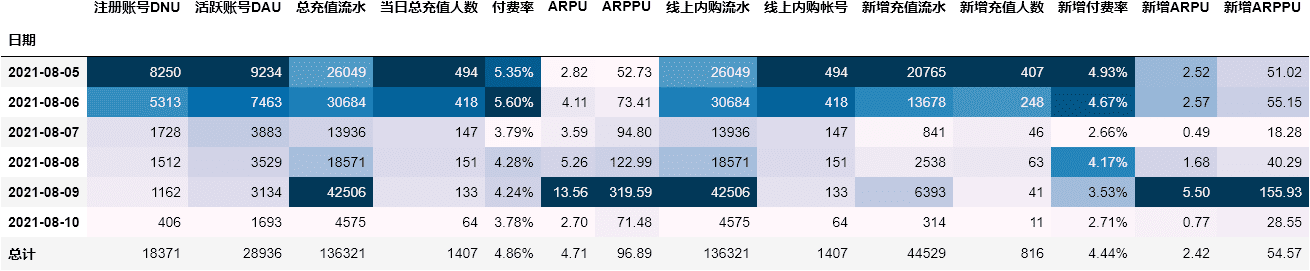 注册账号DNU 活跃账号DAU 总充值流水 当日总充值人数 付费率 ARPU ARPPU 线上内购流水 线上内购帐号 新增充值流水 新增充值人数 新增付费率 新增ARPU 新增ARPPU
日期
2021-08-05 8250 9234 26049 494 5.35% 2.82 52.73 26049 494 20765 407 4.93% 2.52 51.02
2021-08-06 5313 7463 30684 418 5.60% 4.11 73.41 30684 418 13678 248 4.67% 2.57 55.15
2021-08-07 1728 3883 13936 147 3.79% 3.59 94.80 13936 147 841 46 2.66% 0.49 18.28
2021-08-08 1512 3529 18571 151 4.28% 5.26 122.99 18571 151 2538 63 4.17% 1.68 40.29
2021-08-09 1162 3134 42506 133 4.24% 13.56 319.59 42506 133 6393 41 3.53% 5.50 155.93
2021-08-10 406 1693 4575 64 3.78% 2.70 71.48 4575 64 314 11 2.71% 0.77 28.55
总计 18371 28936 136321 1407 4.86% 4.71 96.89 136321 1407 44529 816 4.44% 2.42 54.57